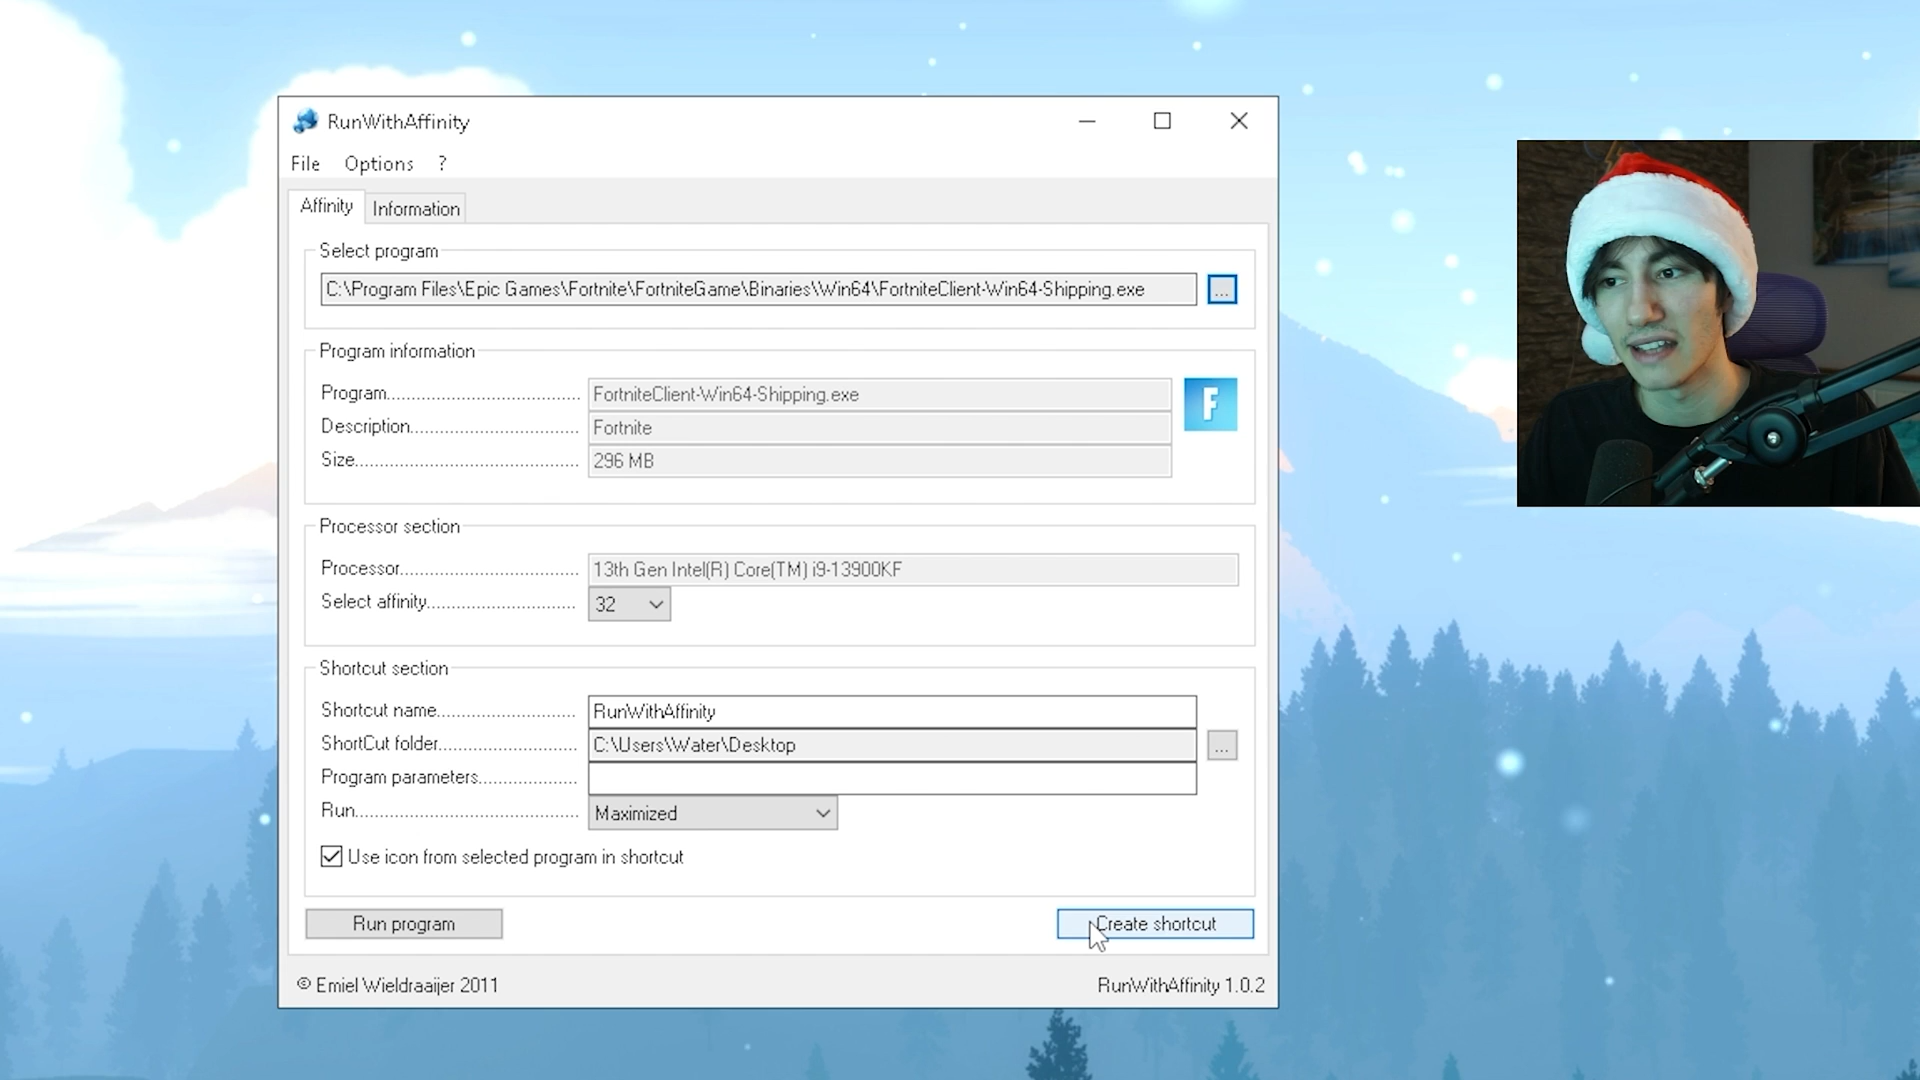 RunWithAffinity
File Options ?
Affinity Information
Select program
C:\Program Files\Epic Games\Fortnite\FortniteGame\Binaries\Win64\FortniteClient-Win64-Shipping.exe ...
Program information
Program.................................. FortniteClient-Win64-Shipping.exe
F
Description.............................. Fortnite
Size........................................ 296 MB
Processor section
Processor................................ 13th Gen Intel(R) Core(TM) i9-13900KF
Select affinity........................... 32
Shortcut section
Shortcut name......................... RunWithAffinity
ShortCut folder......................... C:\Users\Water\Desktop ...
Program parameters.................
Run........................................ Maximized
Use icon from selected program in shortcut
Run program Create shortcut
© Emiel Wieldraaijer 2011 RunWithAffinity 1.0.2